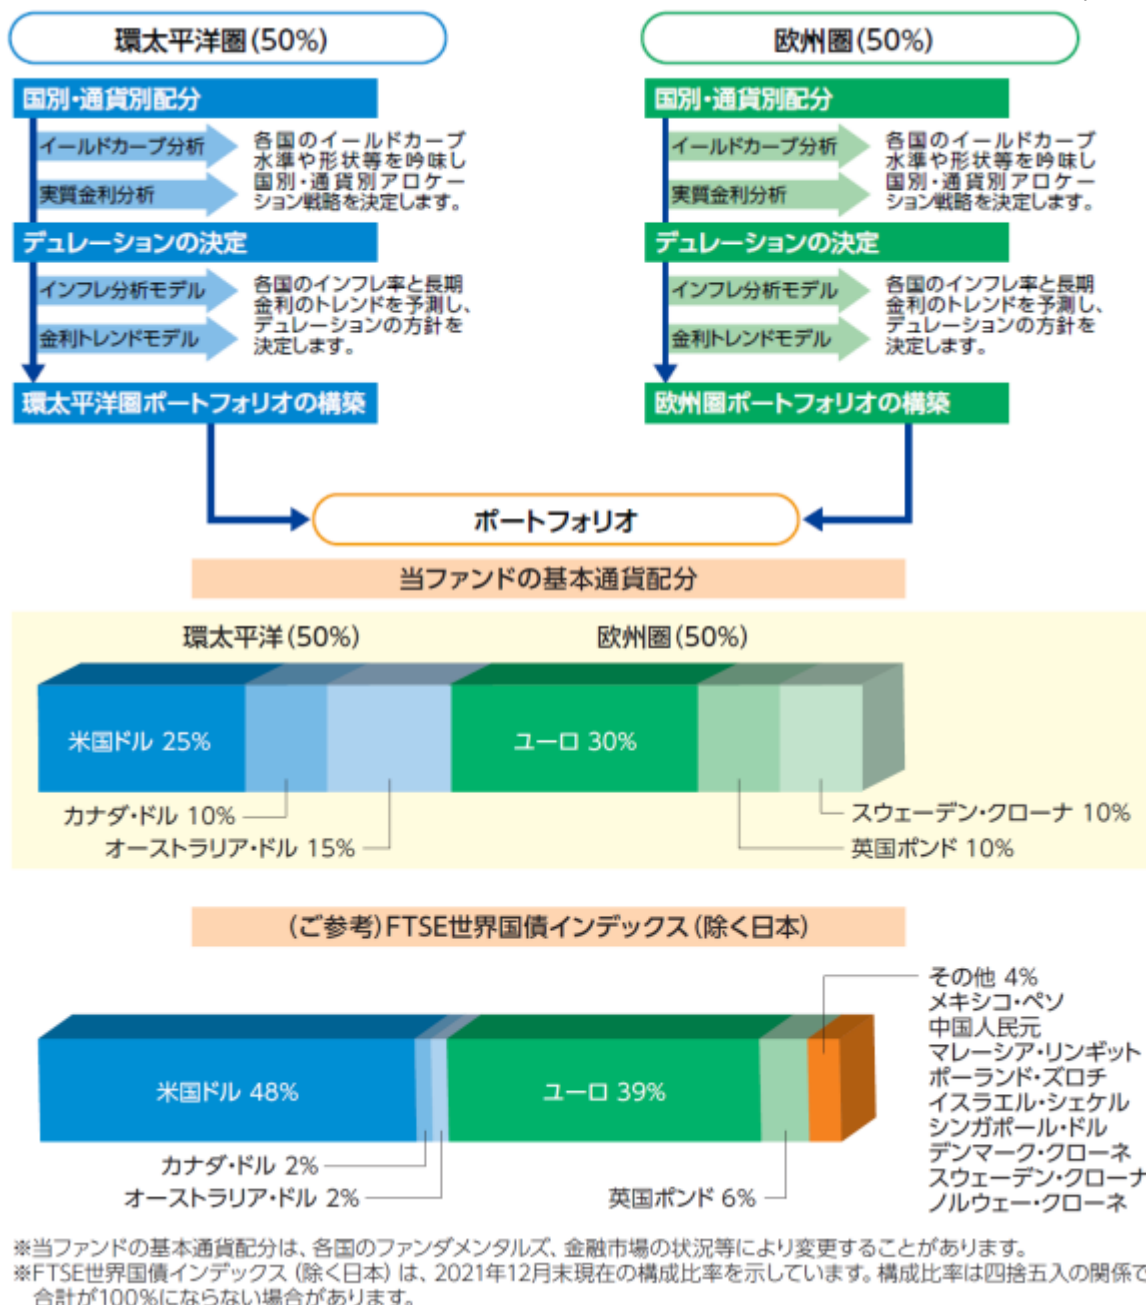 環太平洋圏(50%)
国別・通貨別配分
イールドカーブ分析
実質金利分析
各国のイールドカーブ
水準や形状等を吟味し
国別・通貨別アロケー
ション戦略を決定します。
デュレーションの決定
インフレ分析モデル
金利トレンドモデル
各国のインフレ率と長期
金利のトレンドを予測し、
デュレーションの方針を
決定します。
環太平洋圏ポートフォリオの構築
欧州圏(50%)
国別・通貨別配分
イールドカーブ分析
実質金利分析
各国のイールドカーブ
水準や形状等を吟味し
国別・通貨別アロケー
ション戦略を決定します。
デュレーションの決定
インフレ分析モデル
金利トレンドモデル
各国のインフレ率と長期
金利のトレンドを予測し、
デュレーションの方針を
決定します。
欧州圏ポートフォリオの構築
ポートフォリオ
当ファンドの基本通貨配分
環太平洋(50%)
欧州圏(50%)
米国ドル 25%
ユーロ 30%
カナダ・ドル 10%
オーストラリア・ドル 15%
スウェーデン・クローナ 10%
英国ポンド 10%
(ご参考)FTSE世界国債インデックス(除く日本)
米国ドル 48%
ユーロ 39%
カナダ・ドル 2%
オーストラリア・ドル 2%
英国ポンド 6%
その他 4%
メキシコ・ペソ
中国人民元
マレーシア・リンギット
ポーランド・ズロチ
イスラエル・シェケル
シンガポール・ドル
デンマーク・クローネ
スウェーデン・クローナ
ノルウェー・クローネ
※当ファンドの基本通貨配分は、各国のファンダメンタルズ、金融市場の状況等により変更することがあります。
※FTSE世界国債インデックス(除く日本)は、2021年12月末現在の構成比率を示しています。構成比率は四捨五入の関係で
合計が100%にならない場合があります。